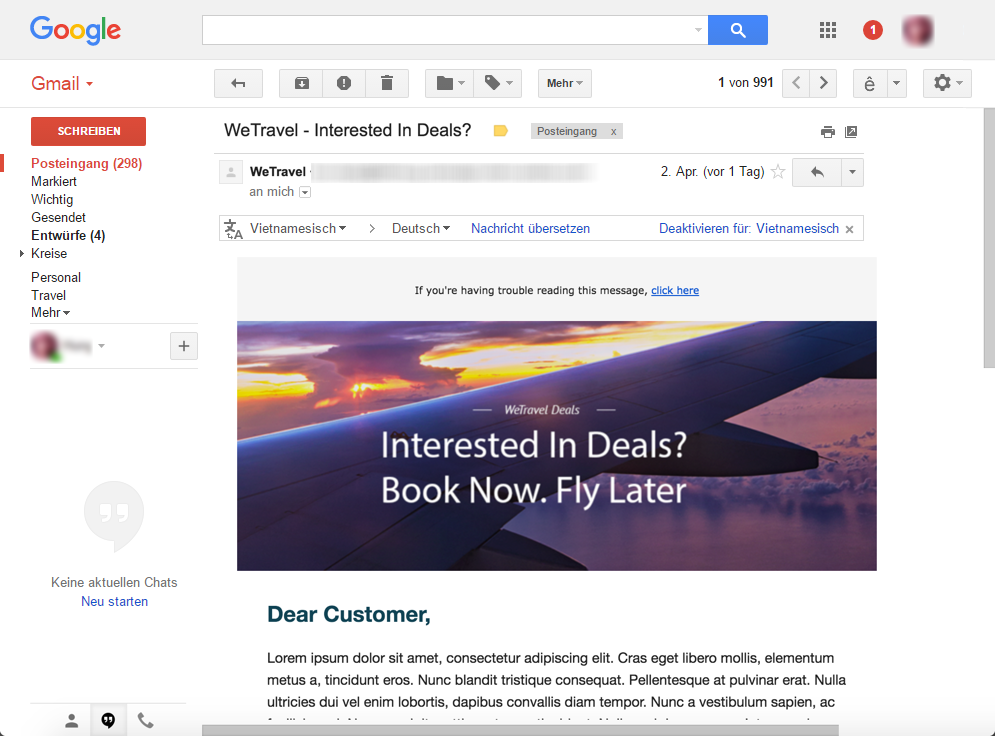 Google
1
Gmail
Mehr
1 von 991
ê
SCHREIBEN
WeTravel - Interested In Deals?
Posteingang x
Posteingang (298)
Markiert
Wichtig
Gesendet
Entwürfe (4)
Kreise
Personal
Travel
Mehr
WeTravel
2. Apr. (vor 1 Tag)
an mich
Vietnamesisch > Deutsch Nachricht übersetzen Deaktivieren für: Vietnamesisch x
If you're having trouble reading this message, click here
WeTravel Deals
Interested In Deals?
Book Now. Fly Later
Keine aktuellen Chats
Neu starten
Dear Customer,
Lorem ipsum dolor sit amet, consectetur adipiscing elit. Cras eget libero mollis, elementum
metus a, tincidunt eros. Nunc blandit tristique consequat. Pellentesque at pulvinar erat. Nulla
ultricies dui vel enim lobortis, dapibus convallis diam tempor. Nunc a vestibulum sapien, ac